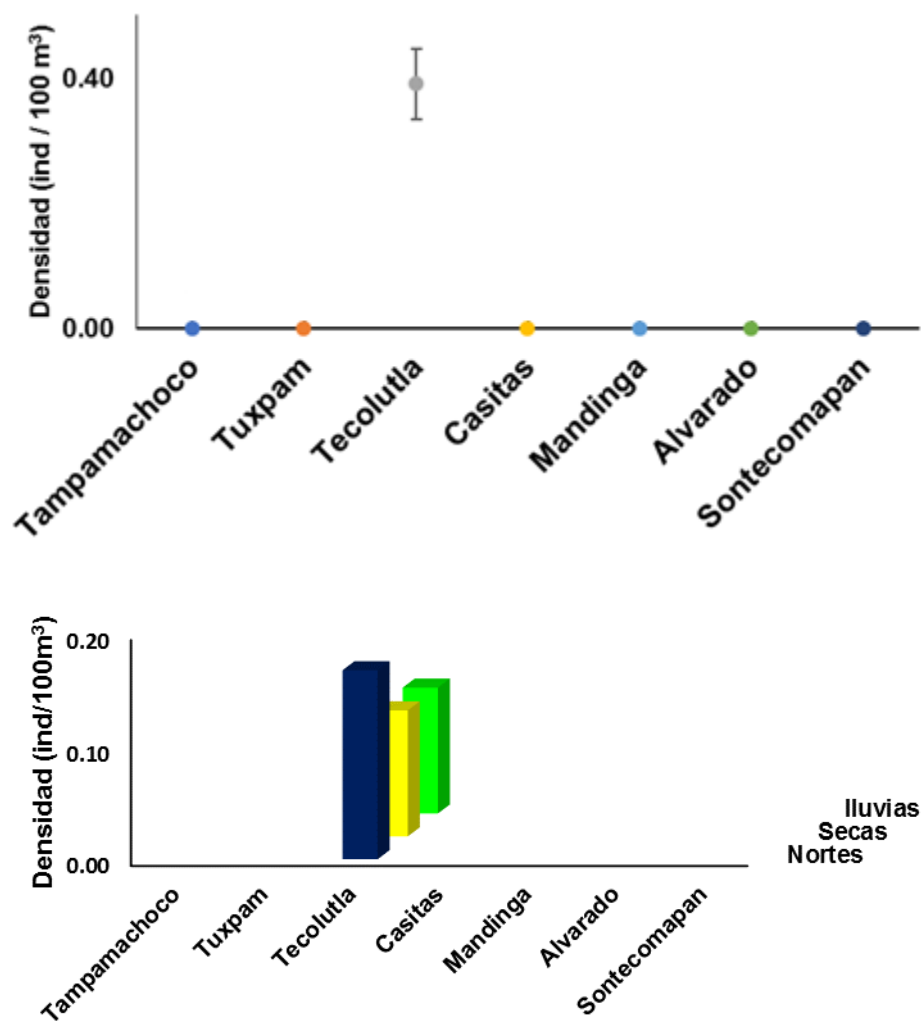 Densidad (ind / 100 m³)
0.40
0.00
Tampamachoco
Tuxpam
Tecolutla
Casitas
Mandinga
Alvarado
Sontecomapan
Densidad (ind/100m³)
0.20
0.10
0.00
lluvias
Secas
Nortes
Tampamachoco
Tuxpam
Tecolutla
Casitas
Mandinga
Alvarado
Sontecomapan